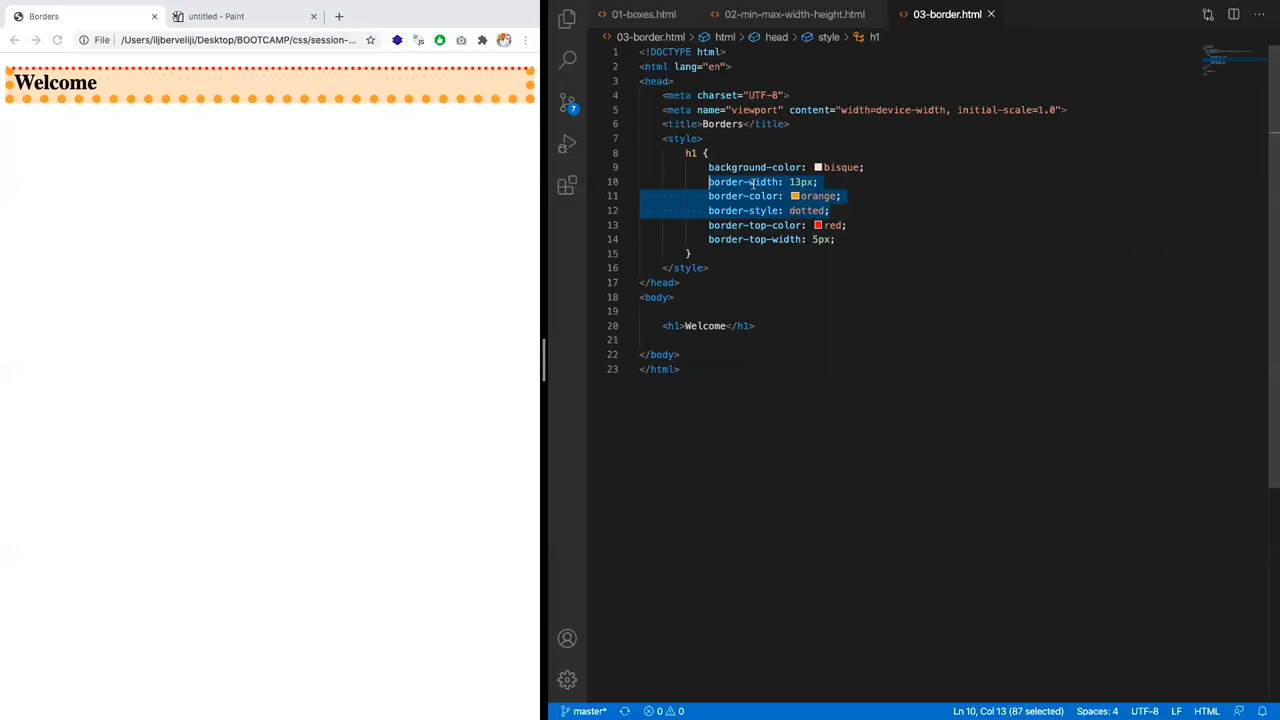 Borders
untitled - Paint
File
/Users/iljberveliji/Desktop/BOOTCAMP/css/session-...
Welcome
01-boxes.html
02-min-max-width-height.html
03-border.html
03-border.html > html > head > style > h1
1 <!DOCTYPE html>
2 <html lang="en">
3 <head>
4 <meta charset="UTF-8">
5 <meta name="viewport" content="width=device-width, initial-scale=1.0">
6 <title>Borders</title>
7 <style>
8 h1 {
9 background-color: bisque;
10 border-width: 13px;
11 border-color: orange;
12 border-style: dotted;
13 border-top-color: red;
14 border-top-width: 5px;
15 }
16 </style>
17 </head>
18 <body>
19
20 <h1>Welcome</h1>
21
22 </body>
23 </html>
7
master*
0
0
Ln 10, Col 13 (87 selected)
Spaces: 4
UTF-8
LF
HTML